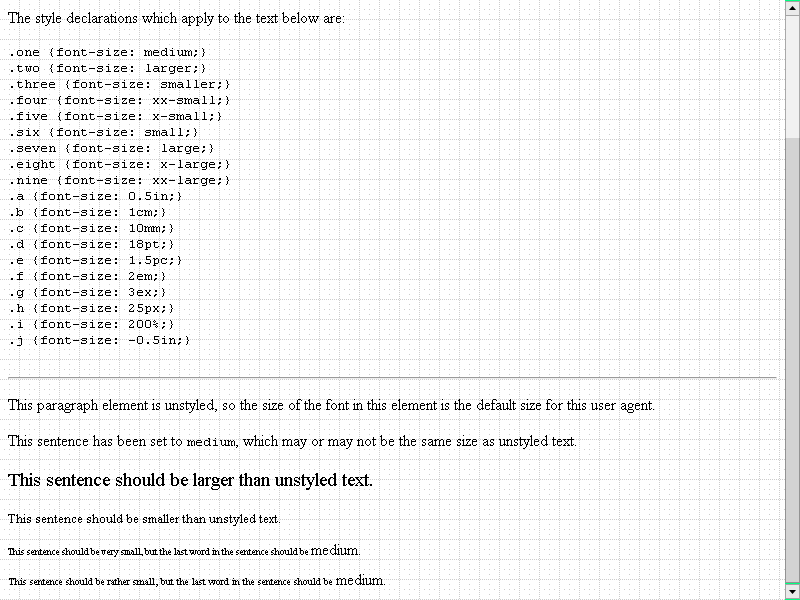 The style declarations which apply to the text below are:
.one {font-size: medium;}
.two {font-size: larger;}
.three {font-size: smaller;}
.four {font-size: xx-small;}
.five {font-size: x-small;}
.six {font-size: small;}
.seven {font-size: large;}
.eight {font-size: x-large;}
.nine {font-size: xx-large;}
.a {font-size: 0.5in;}
.b {font-size: 1cm;}
.c {font-size: 10mm;}
.d {font-size: 18pt;}
.e {font-size: 1.5pc;}
.f {font-size: 2em;}
.g {font-size: 3ex;}
.h {font-size: 25px;}
.i {font-size: 200%;}
.j {font-size: -0.5in;}
This paragraph element is unstyled, so the size of the font in this element is the default size for this user agent.
This sentence has been set to medium, which may or may not be the same size as unstyled text.
This sentence should be larger than unstyled text.
This sentence should be smaller than unstyled text.
This sentence should be very small, but the last word in the sentence should be medium.
This sentence should be rather small, but the last word in the sentence should be medium.